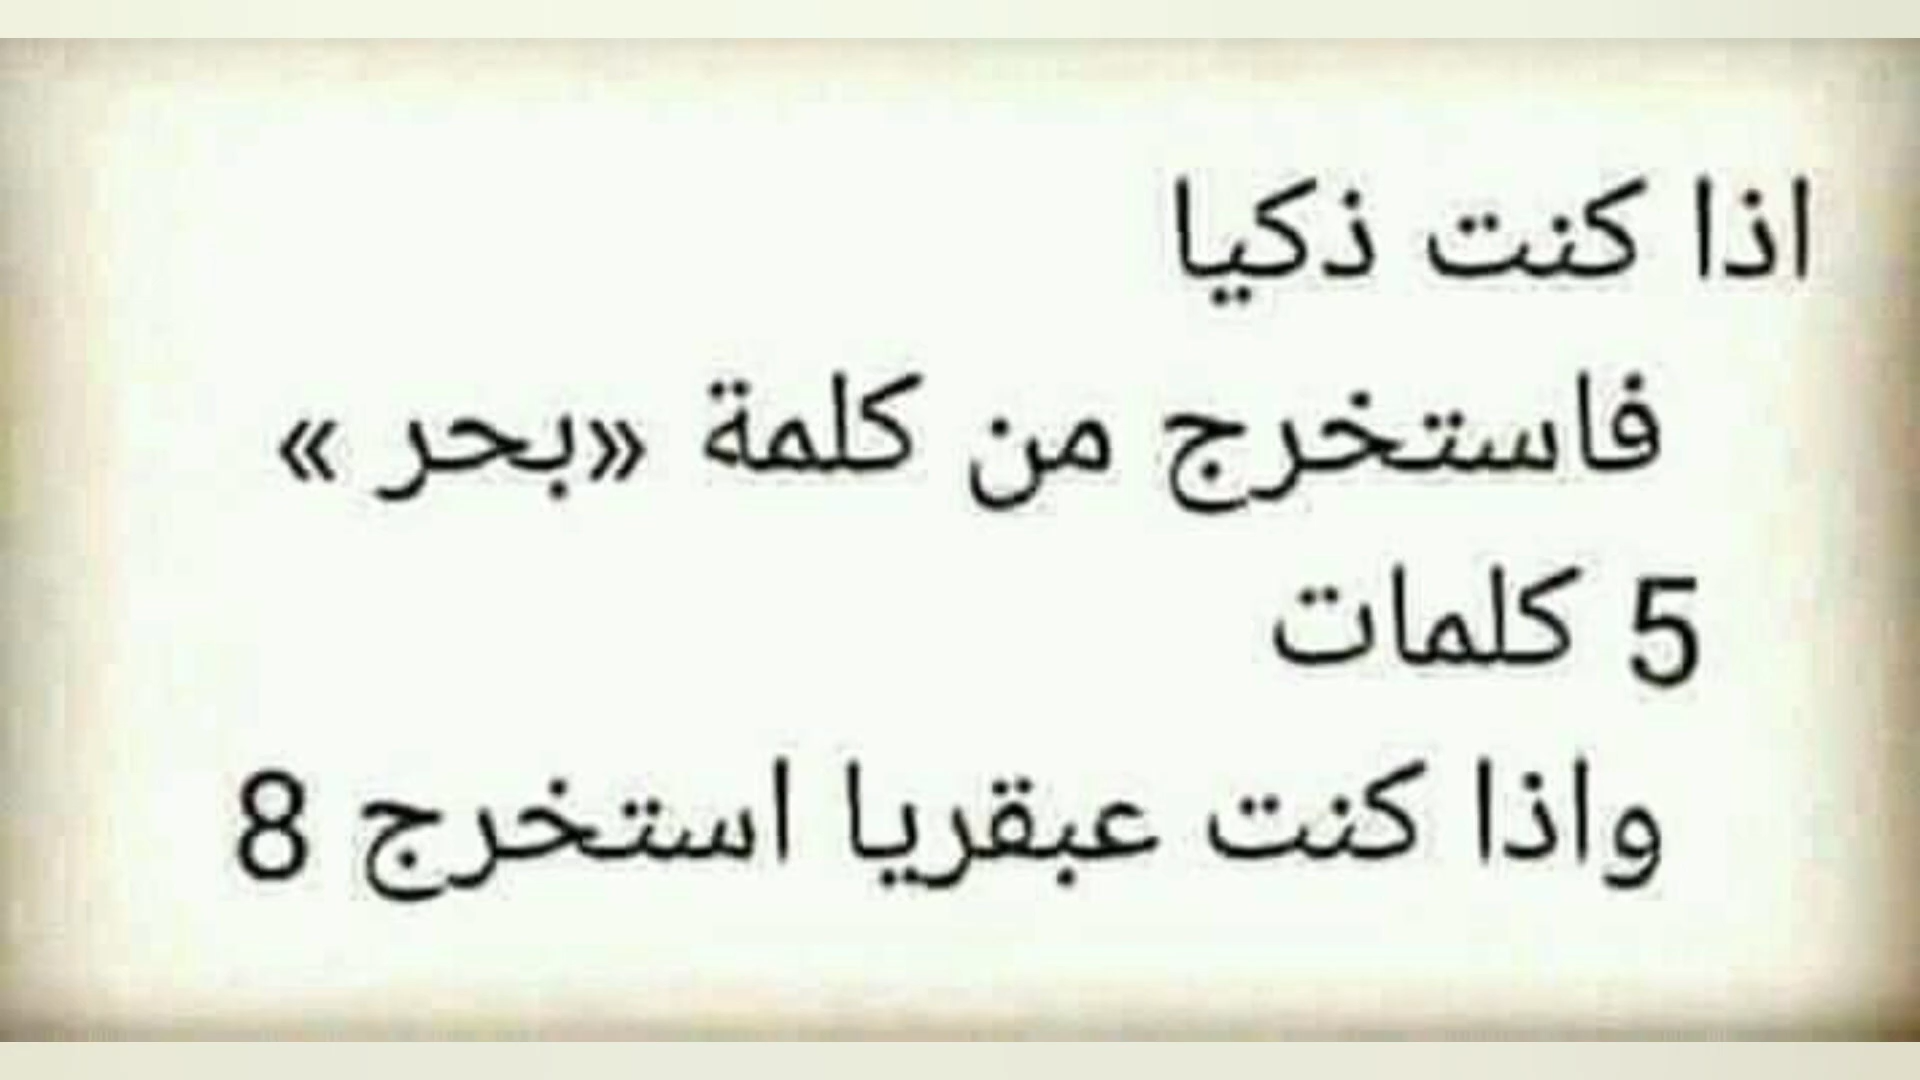 اذا كنت ذكيا
فاستخرج من كلمة «بحر »
5 كلمات
واذا كنت عبقريا استخرج 8